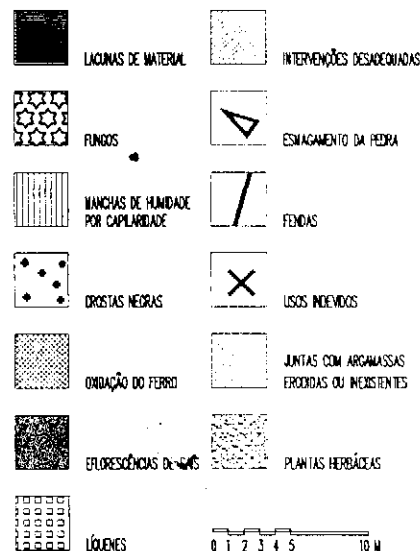 LACUNAS DE MATERIAL
INTERVENÇÕES DESADEQUADAS
FUNGOS
ESMAGAMENTO DA PEDRA
MANCHAS DE HUMIDADE
POR CAPILARIDADE
FENDAS
CROSTAS NEGRAS
USOS INDEVIDOS
OXIDAÇÃO DO FERRO
JUNTAS COM ARGAMASSAS
ERODIDAS OU INEXISTENTES
EFLORESCÊNCIAS DE SAIS
PLANTAS HERBÁCEAS
LÍQUENES
0 1 2 3 4 5 10 M